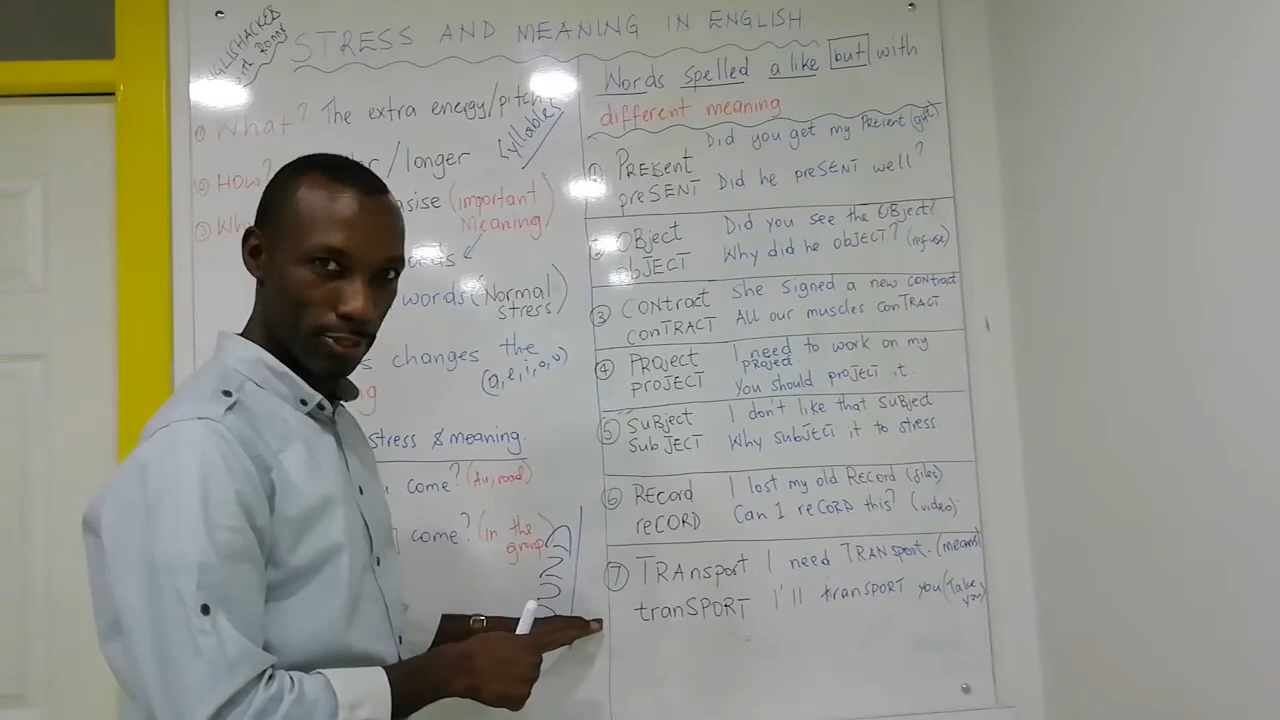 STRESS AND MEANING IN ENGLISH
① What? The extra energy/pitch
Syllables
② How? /longer
③ (important
Meaning)
words (Normal
stress)
changes the
(a, e, i, o, u)
stress & meaning.
come? (Air, road)
come? (in the
group)
Words spelled alike but with
different meaning
Did you get my (gift)
① PREsent
preSENT Did he preSENT well?
② OBject Did you see the OBject?
obJECT Why did he obJECT? (refuse)
③ CONtract She signed a new CONtract
conTRACT All our muscles conTRACT.
④ PROject I need to work on my
PROject
proJECT You should proJECT it.
⑤ SUBject I don't like that SUBject
SubJECT Why subJECT it to stress.
⑥ REcord I lost my old REcord (files)
reCORD Can I reCORD this? (video)
⑦ TRAnsport I need TRANsport. (means)
tranSPORT I'll tranSPORT you (Take
you)